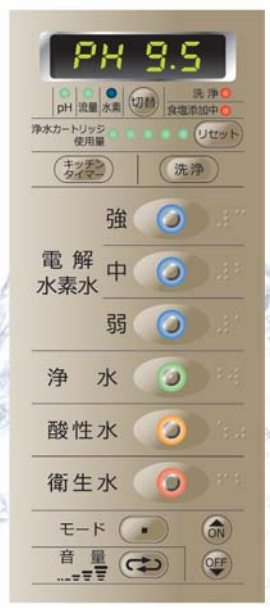 PH 9.5
pH 流量 水素 切替 洗浄
食塩添加中
浄水カートリッジ
使用量 リセット
キッチン
タイマー 洗浄
強
電解
水素水
中
弱
浄水
酸性水
衛生水
モード ON
音量 OFF